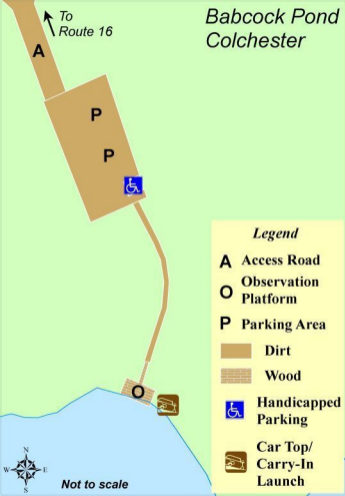 To
Route 16
Babcock Pond
Colchester
A
P
P
Legend
A Access Road
O Observation
Platform
P Parking Area
Dirt
Wood
Handicapped
Parking
Car Top/
Carry-In
Launch
O
N
W E
S
Not to scale